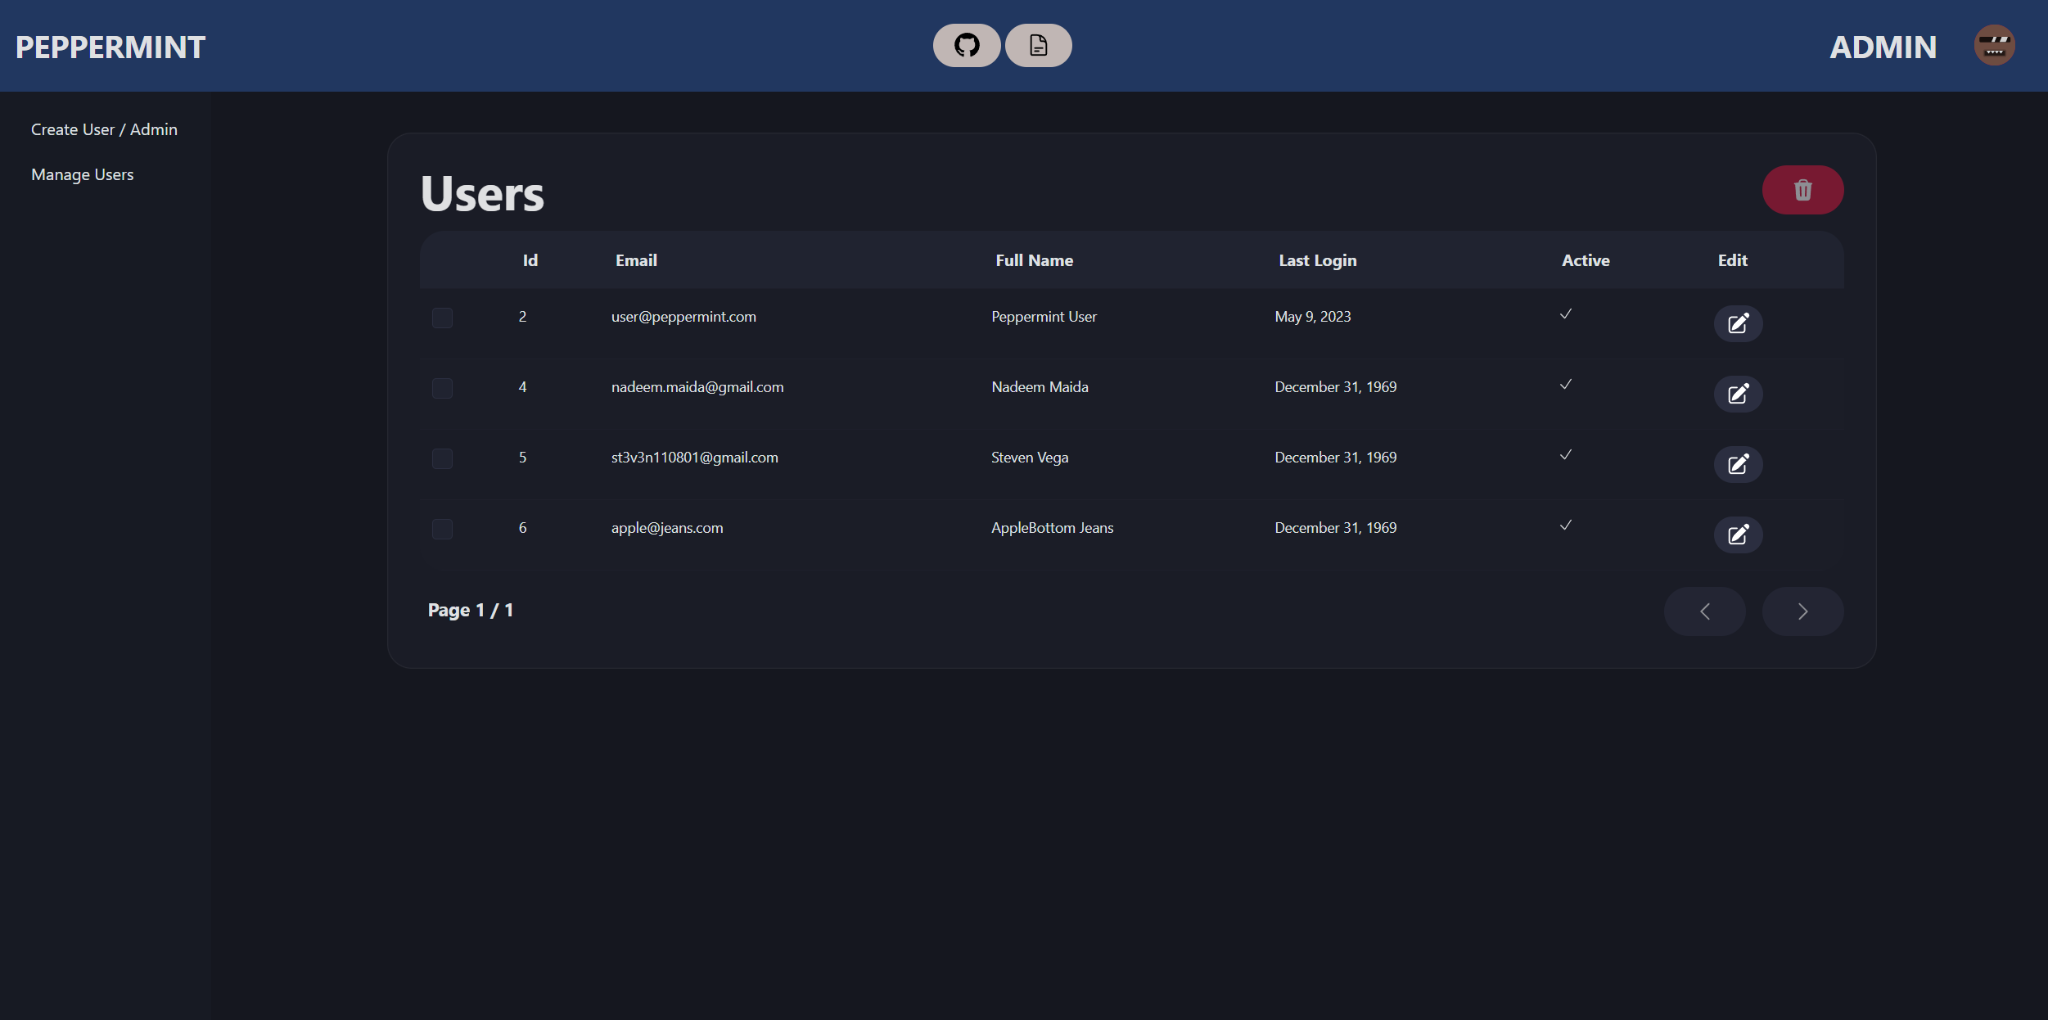 PEPPERMINT
ADMIN
Create User / Admin
Manage Users
Users
Id Email Full Name Last Login Active Edit
2 user@peppermint.com Peppermint User May 9, 2023
4 nadeem.maida@gmail.com Nadeem Maida December 31, 1969
5 st3v3n110801@gmail.com Steven Vega December 31, 1969
6 apple@jeans.com AppleBottom Jeans December 31, 1969
Page 1 / 1